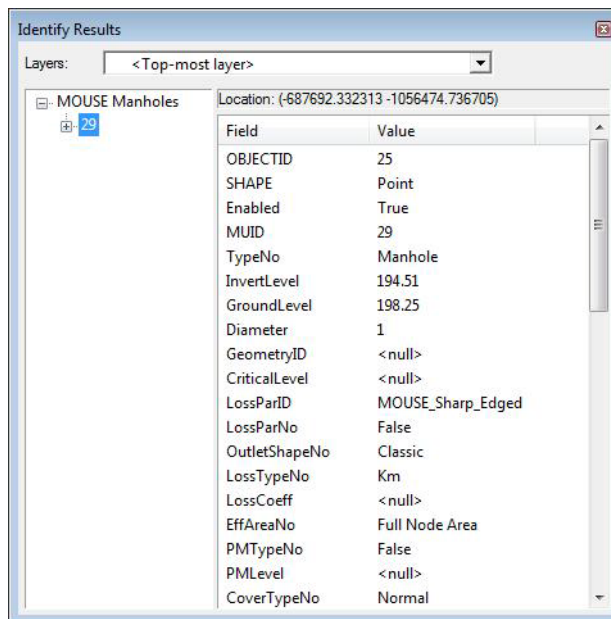 Identify Results
Layers: <Top-most layer>
MOUSE Manholes
29
Location: (-687692.332313 -1056474.736705)
Field Value
OBJECTID 25
SHAPE Point
Enabled True
MUID 29
TypeNo Manhole
InvertLevel 194.51
GroundLevel 198.25
Diameter 1
GeometryID <null>
CriticalLevel <null>
LossParID MOUSE_Sharp_Edged
LossParNo False
OutletShapeNo Classic
LossTypeNo Km
LossCoeff <null>
EffAreaNo Full Node Area
PMTypeNo False
PMLevel <null>
CoverTypeNo Normal